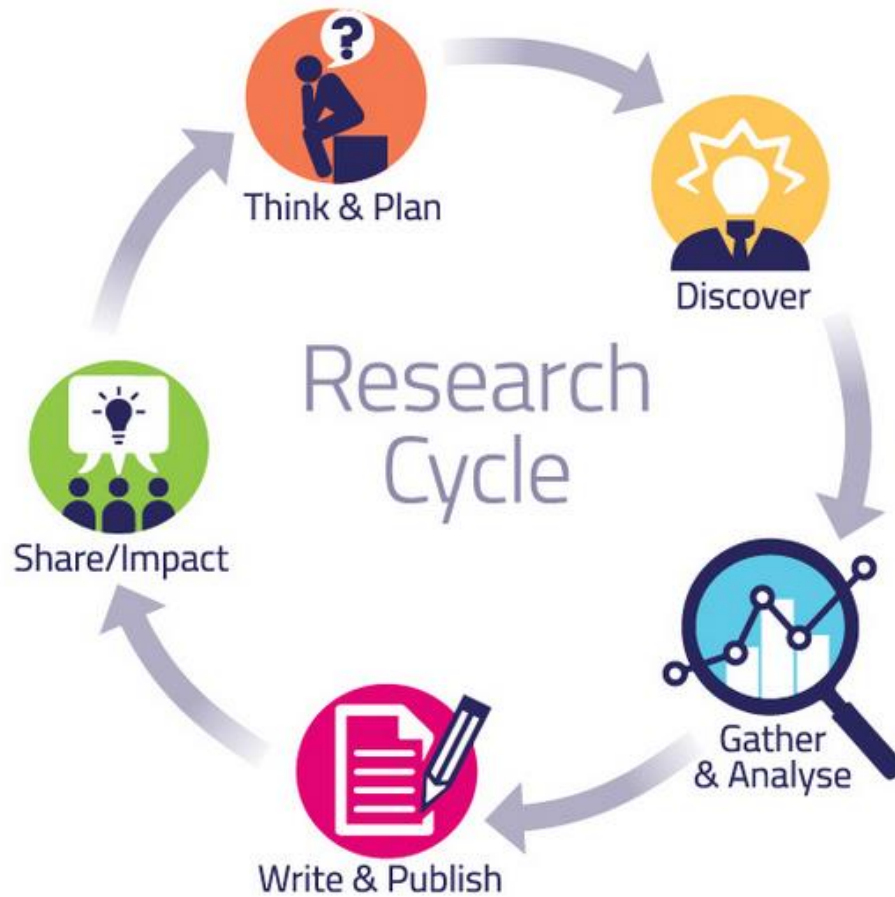 ?
Think & Plan
Discover
Research
Cycle
Share/Impact
Gather
& Analyse
Write & Publish